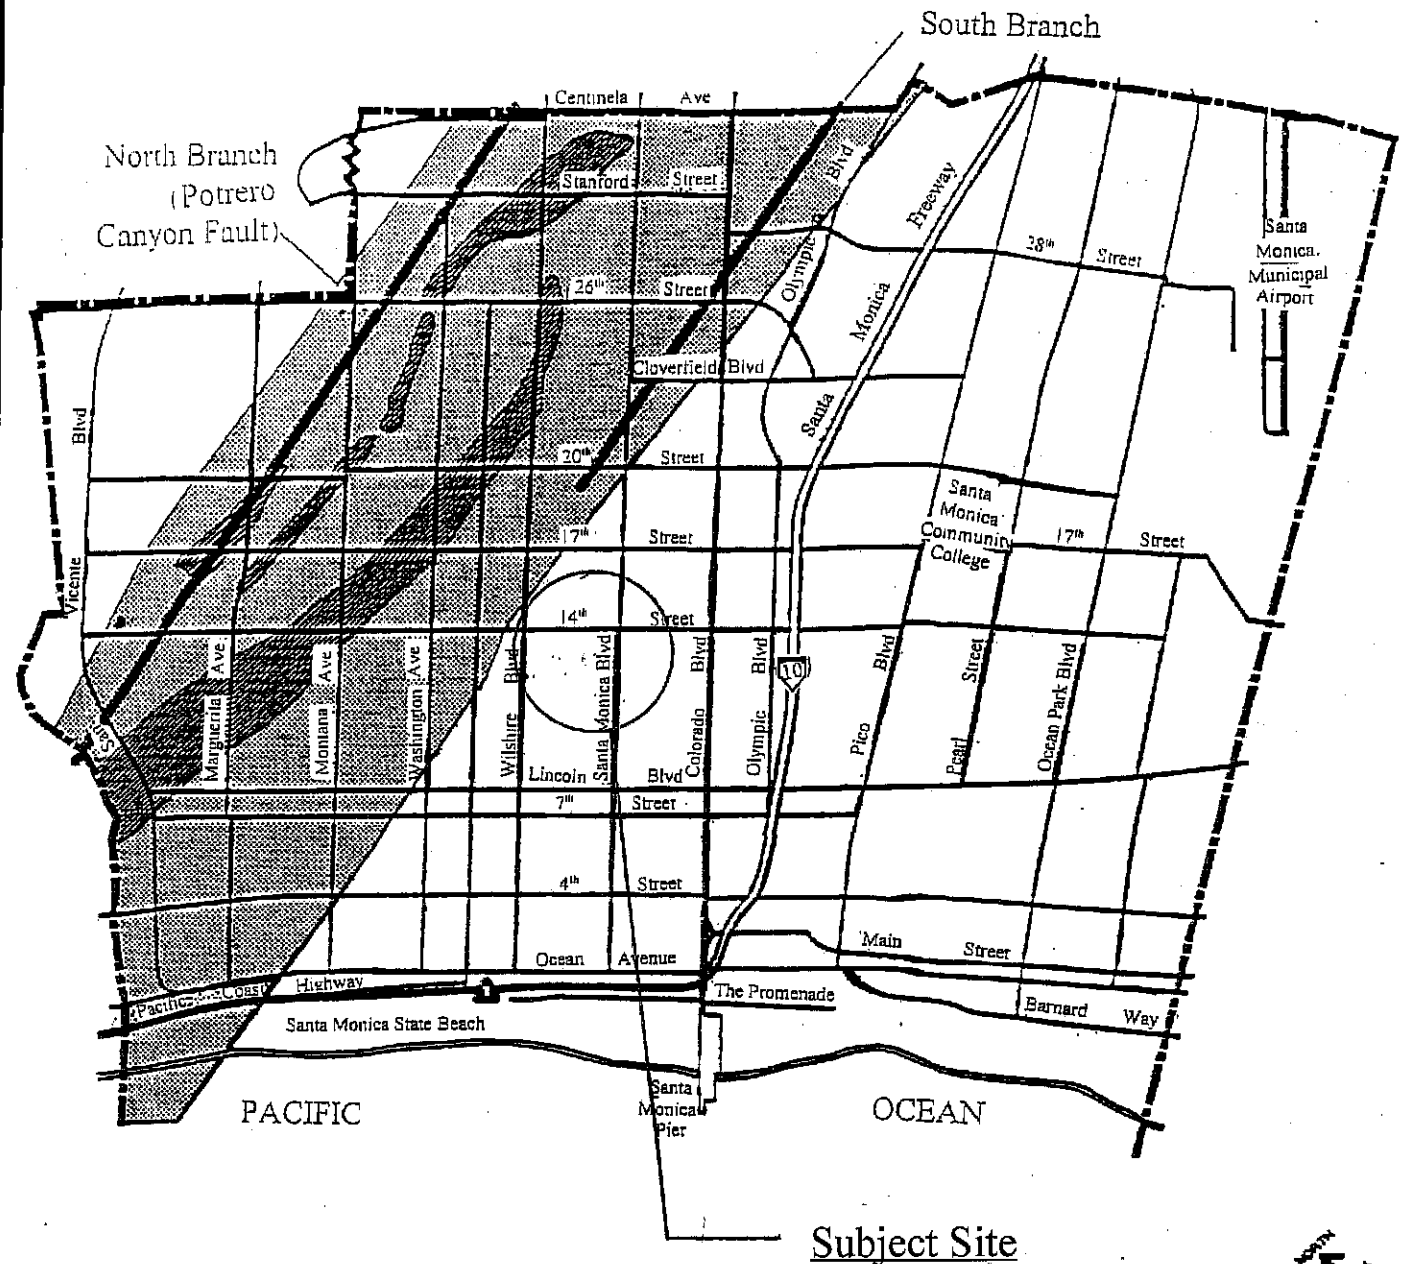 South Branch
Centinela Ave
North Branch
(Potrero
Canyon Fault)
Stanford Street
Olympic Blvd
Santa Monica Freeway
28th Street
Santa
Monica
Municipal
Airport
26th Street
Cloverfield Blvd
20th Street
Santa
Monica
Community
College
17th Street
17th Street
San Vicente Blvd
14th Street
Marguerita Ave
Montana Ave
Washington Ave
Wilshire Blvd
Santa Monica Blvd
Colorado Blvd
Olympic Blvd
10
Pico Blvd
Pearl Street
Ocean Park Blvd
Lincoln Blvd
7th Street
4th Street
Main Street
Ocean Avenue
Pacific Coast Highway
1
The Promenade
Barnard Way
Santa Monica State Beach
Santa
Monica
Pier
PACIFIC OCEAN
Subject Site
NORTH